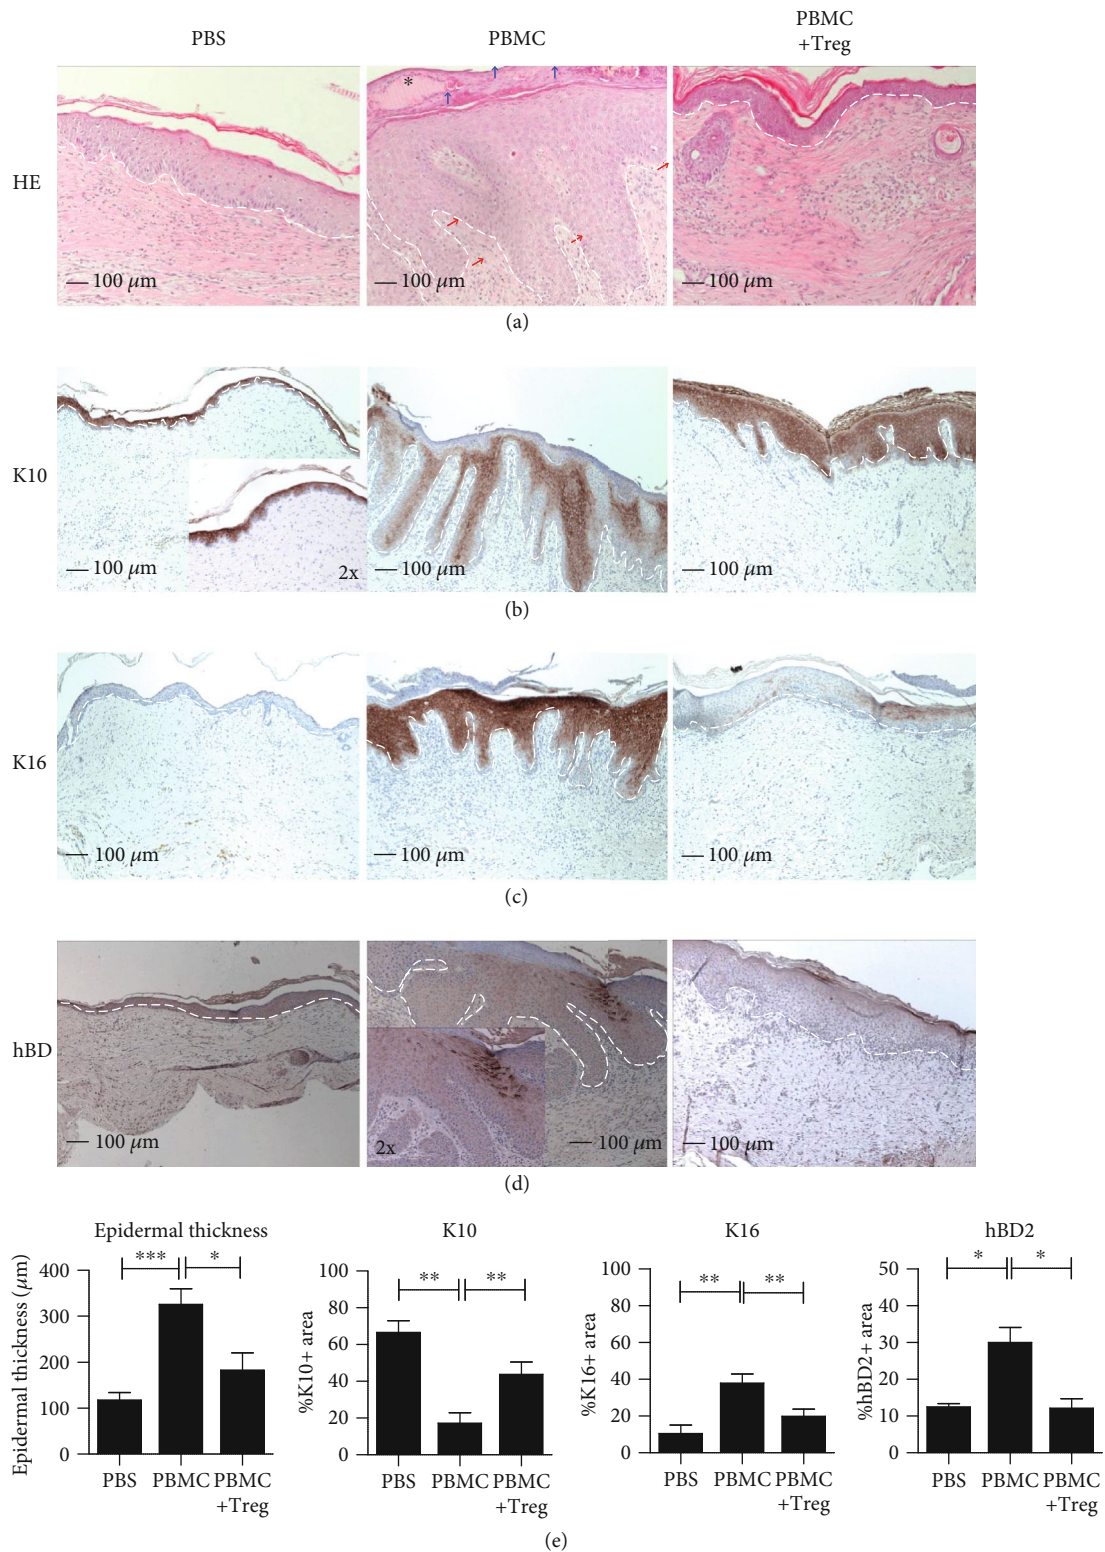 PBS
PBMC
PBMC
+Treg
HE
*
100 µm
100 µm
100 µm
(a)
K10
100 µm
2x
100 µm
100 µm
(b)
K16
100 µm
100 µm
100 µm
(c)
hBD
100 µm
2x
100 µm
100 µm
(d)
Epidermal thickness
Epidermal thickness (µm)
400
300
200
100
0
***
*
PBS
PBMC
PBMC
+Treg
K10
%K10+ area
100
80
60
40
20
0
**
**
PBS
PBMC
PBMC
+Treg
K16
%K16+ area
100
80
60
40
20
0
**
**
PBS
PBMC
PBMC
+Treg
hBD2
%hBD2+ area
50
40
30
20
10
0
*
*
PBS
PBMC
PBMC
+Treg
(e)